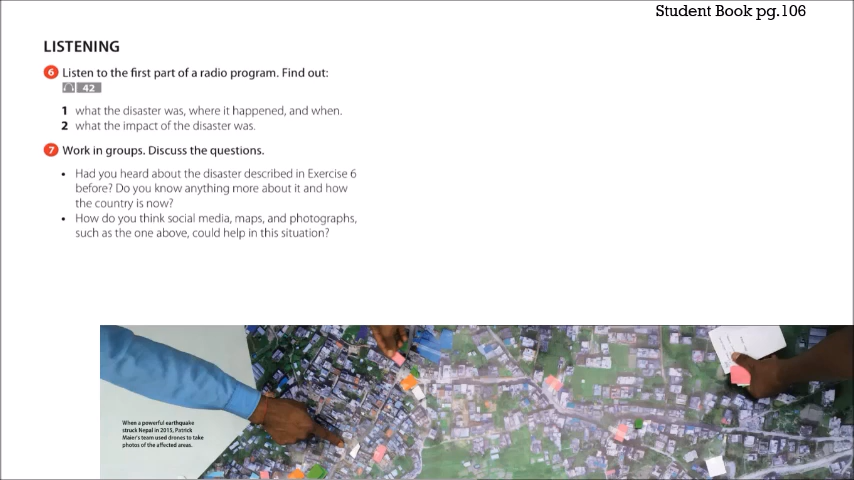 Student Book pg.106
LISTENING
6 Listen to the first part of a radio program. Find out:
42
1 what the disaster was, where it happened, and when.
2 what the impact of the disaster was.
7 Work in groups. Discuss the questions.
• Had you heard about the disaster described in Exercise 6
before? Do you know anything more about it and how
the country is now?
• How do you think social media, maps, and photographs,
such as the one above, could help in this situation?
When a powerful earthquake
struck Nepal in 2015, Patrick
Maier's team used drones to take
photos of the affected areas.